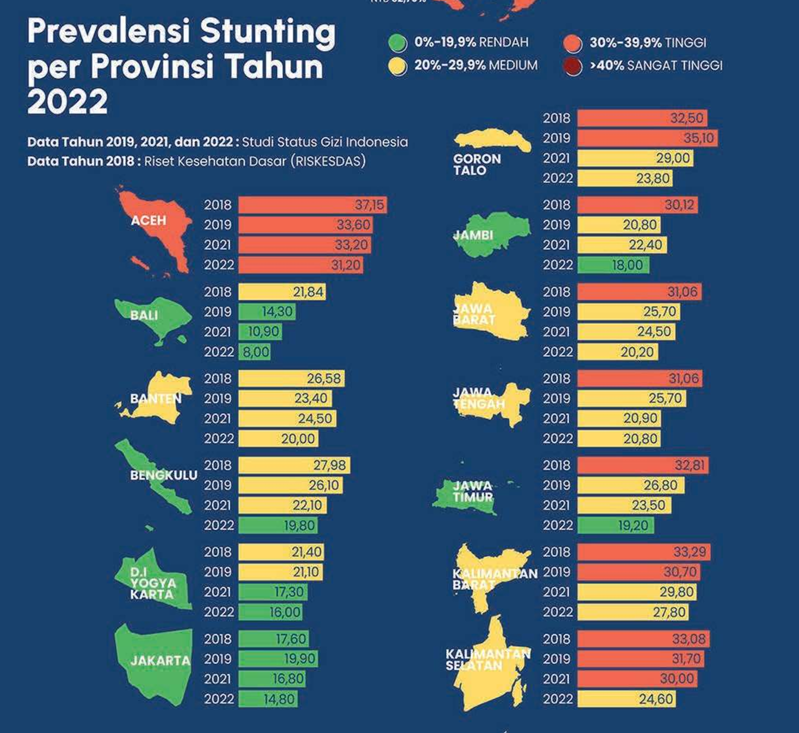 Prevalensi Stunting
per Provinsi Tahun
2022
Data Tahun 2019, 2021, dan 2022 : Studi Status Gizi Indonesia
Data Tahun 2018 : Riset Kesehatan Dasar (RISKESDAS)
0%-19,9% RENDAH
20%-29,9% MEDIUM
30%-39,9% TINGGI
>40% SANGAT TINGGI
ACEH
2018 37,15
2019 33,60
2021 33,20
2022 31,20
BALI
2018 21,84
2019 14,30
2021 10,90
2022 8,00
BANTEN
2018 26,58
2019 23,40
2021 24,50
2022 20,00
BENGKULU
2018 27,98
2019 26,10
2021 22,10
2022 19,80
D.I
YOGYA
KARTA
2018 21,40
2019 21,10
2021 17,30
2022 16,00
JAKARTA
2018 17,60
2019 19,90
2021 16,80
2022 14,80
GORON
TALO
2018 32,50
2019 35,10
2021 29,00
2022 23,80
JAMBI
2018 30,12
2019 20,80
2021 22,40
2022 18,00
JAWA
BARAT
2018 31,06
2019 25,70
2021 24,50
2022 20,20
JAWA
TENGAH
2018 31,06
2019 25,70
2021 20,90
2022 20,80
JAWA
TIMUR
2018 32,81
2019 26,80
2021 23,50
2022 19,20
KALIMANTAN
BARAT
2018 33,29
2019 30,70
2021 29,80
2022 27,80
KALIMANTAN
SELATAN
2018 33,08
2019 31,70
2021 30,00
2022 24,60